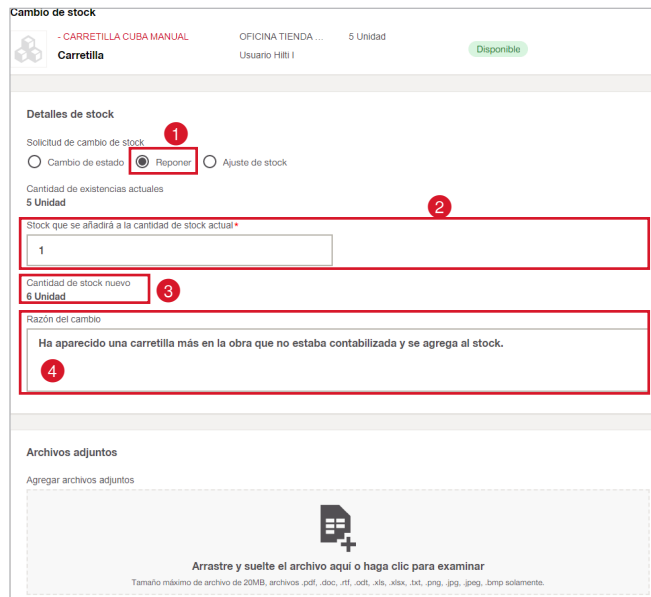 Cambio de stock
- CARRETILLA CUBA MANUAL OFICINA TIENDA ... 5 Unidad
Carretilla Usuario Hilti I Disponible
Detalles de stock
1
Solicitud de cambio de stock
Cambio de estado Reponer Ajuste de stock
Cantidad de existencias actuales
5 Unidad
2
Stock que se añadirá a la cantidad de stock actual*
1
Cantidad de stock nuevo
3
6 Unidad
Razón del cambio
Ha aparecido una carretilla más en la obra que no estaba contabilizada y se agrega al stock.
4
Archivos adjuntos
Agregar archivos adjuntos
Arrastre y suelte el archivo aquí o haga clic para examinar
Tamaño máximo de archivo de 20MB, archivos .pdf, .doc, .rtf, .odt, .xls, .xlsx, .txt, .png, .jpg, .jpeg, .bmp solamente.